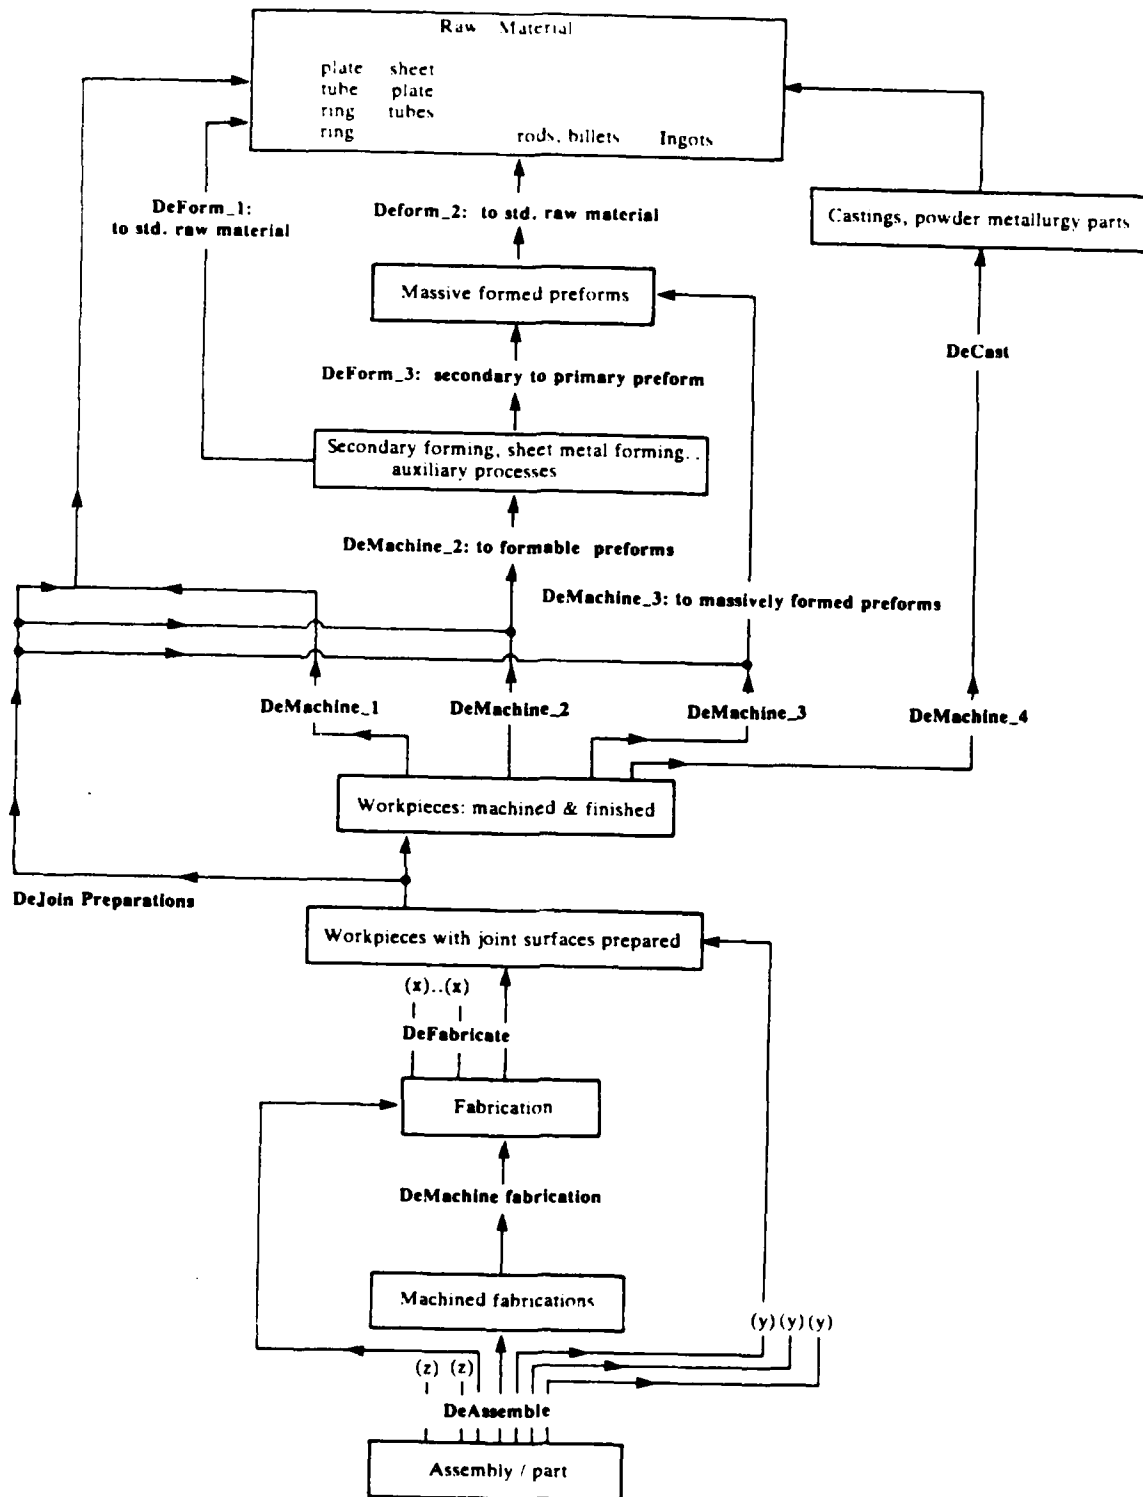 Raw Material
plate sheet
tube plate
ring tubes
ring rods, billets Ingots
DeForm_1:
to std. raw material
Deform_2: to std. raw material
Castings, powder metallurgy parts
Massive formed preforms
DeCast
DeForm_3: secondary to primary preform
Secondary forming, sheet metal forming..
auxiliary processes
DeMachine_2: to formable preforms
DeMachine_3: to massively formed preforms
DeMachine_1 DeMachine_2 DeMachine_3 DeMachine_4
Workpieces: machined & finished
DeJoin Preparations
Workpieces with joint surfaces prepared
(x)..(x)
DeFabricate
Fabrication
DeMachine fabrication
Machined fabrications
(y) (y) (y)
(z) (z)
DeAssemble
Assembly / part